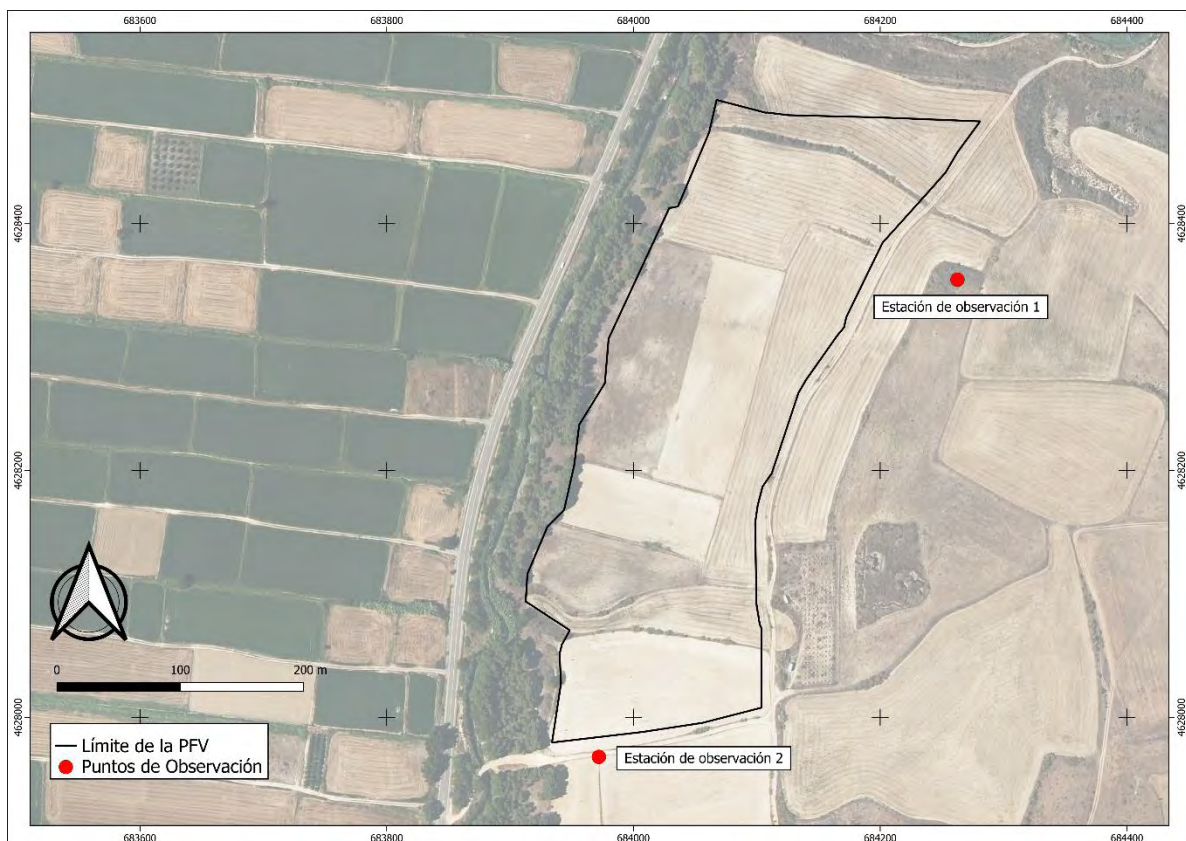 683600 683800 684000 684200 684400
4628400 4628400
Estación de observación 1
4628200 4628200
0 100 200 m
4628000 4628000
Límite de la PFV
Puntos de Observación
Estación de observación 2
683600 683800 684000 684200 684400